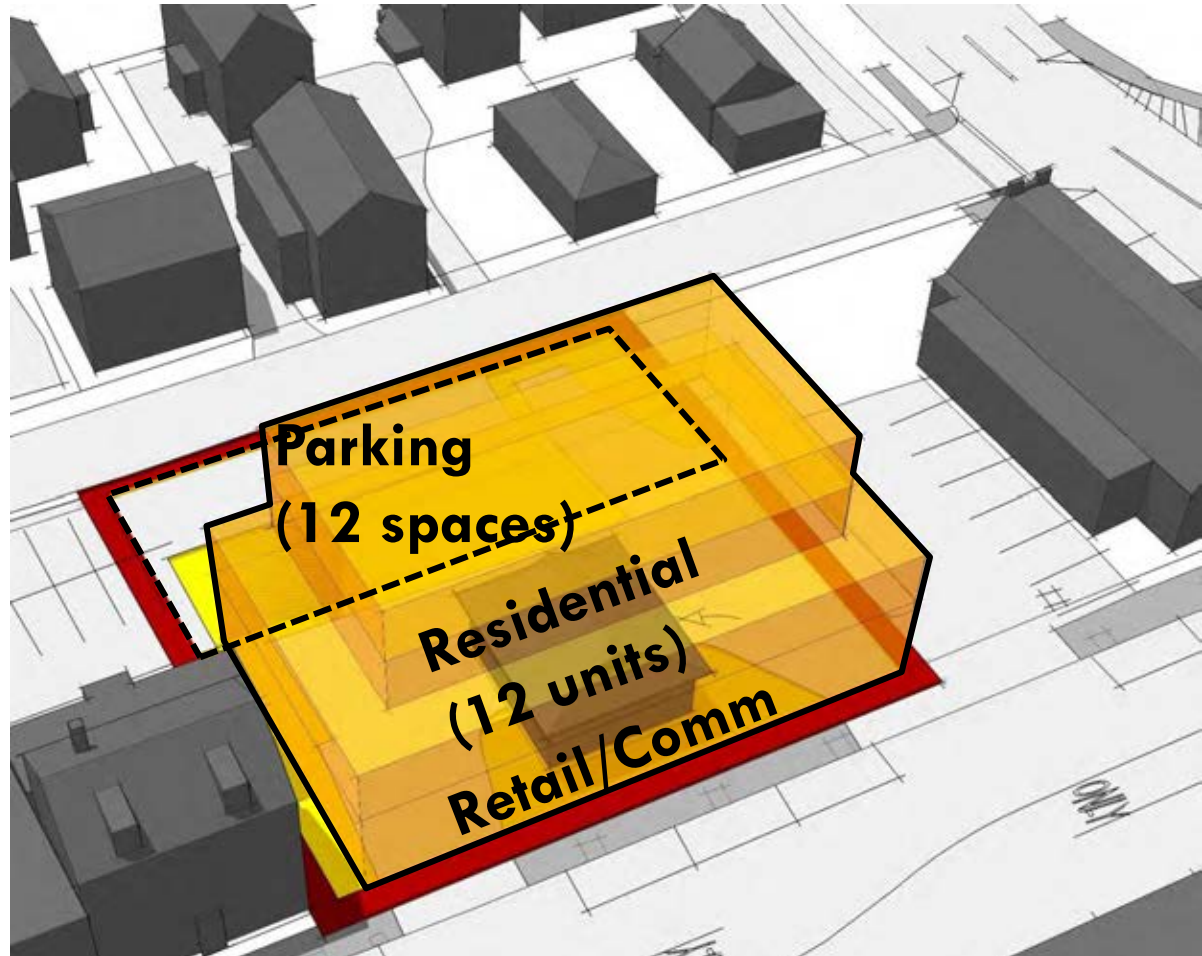 Parking
(12 spaces)
Residential
(12 units)
Retail/Comm
ONLY